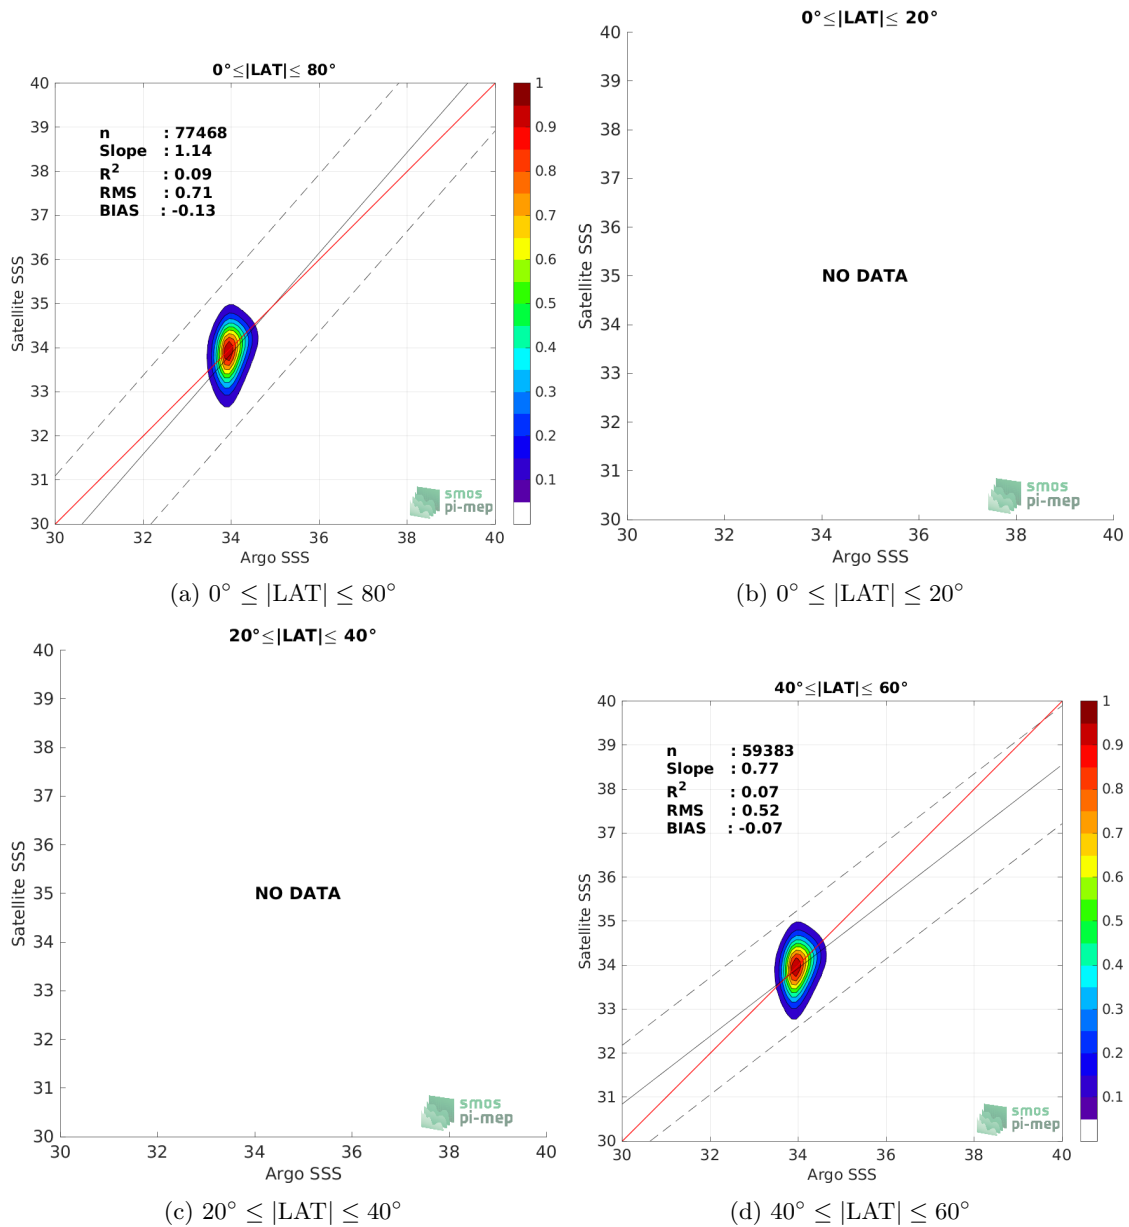 0°≤|LAT|≤ 80°
n : 77468
Slope : 1.14
R² : 0.09
RMS : 0.71
BIAS : -0.13
40
39
38
37
36
35
34
33
32
31
30
30 32 34 36 38 40
Satellite SSS
Argo SSS
1
0.9
0.8
0.7
0.6
0.5
0.4
0.3
0.2
0.1
smos
pi-mep
(a) 0° ≤ |LAT| ≤ 80°
0°≤|LAT|≤ 20°
40
39
38
37
36
35
34
33
32
31
30
30 32 34 36 38 40
Satellite SSS
NO DATA
Argo SSS
smos
pi-mep
(b) 0° ≤ |LAT| ≤ 20°
20°≤|LAT|≤ 40°
40
39
38
37
36
35
34
33
32
31
30
30 32 34 36 38 40
Satellite SSS
NO DATA
Argo SSS
smos
pi-mep
(c) 20° ≤ |LAT| ≤ 40°
40°≤|LAT|≤ 60°
n : 59383
Slope : 0.77
R² : 0.07
RMS : 0.52
BIAS : -0.07
40
39
38
37
36
35
34
33
32
31
30
30 32 34 36 38 40
Satellite SSS
Argo SSS
1
0.9
0.8
0.7
0.6
0.5
0.4
0.3
0.2
0.1
smos
pi-mep
(d) 40° ≤ |LAT| ≤ 60°